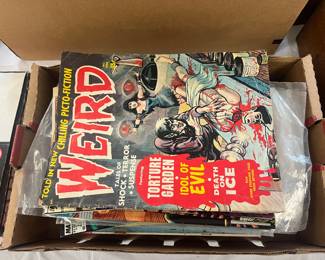 TOLD IN NEW CHILLING PICTO-FICTION
WEIRD
TALES OF
SHOCK • TERROR
• SUSPENSE
TORTURE
GARDEN
IDOL OF
EVIL
DEATH
ON
ICE